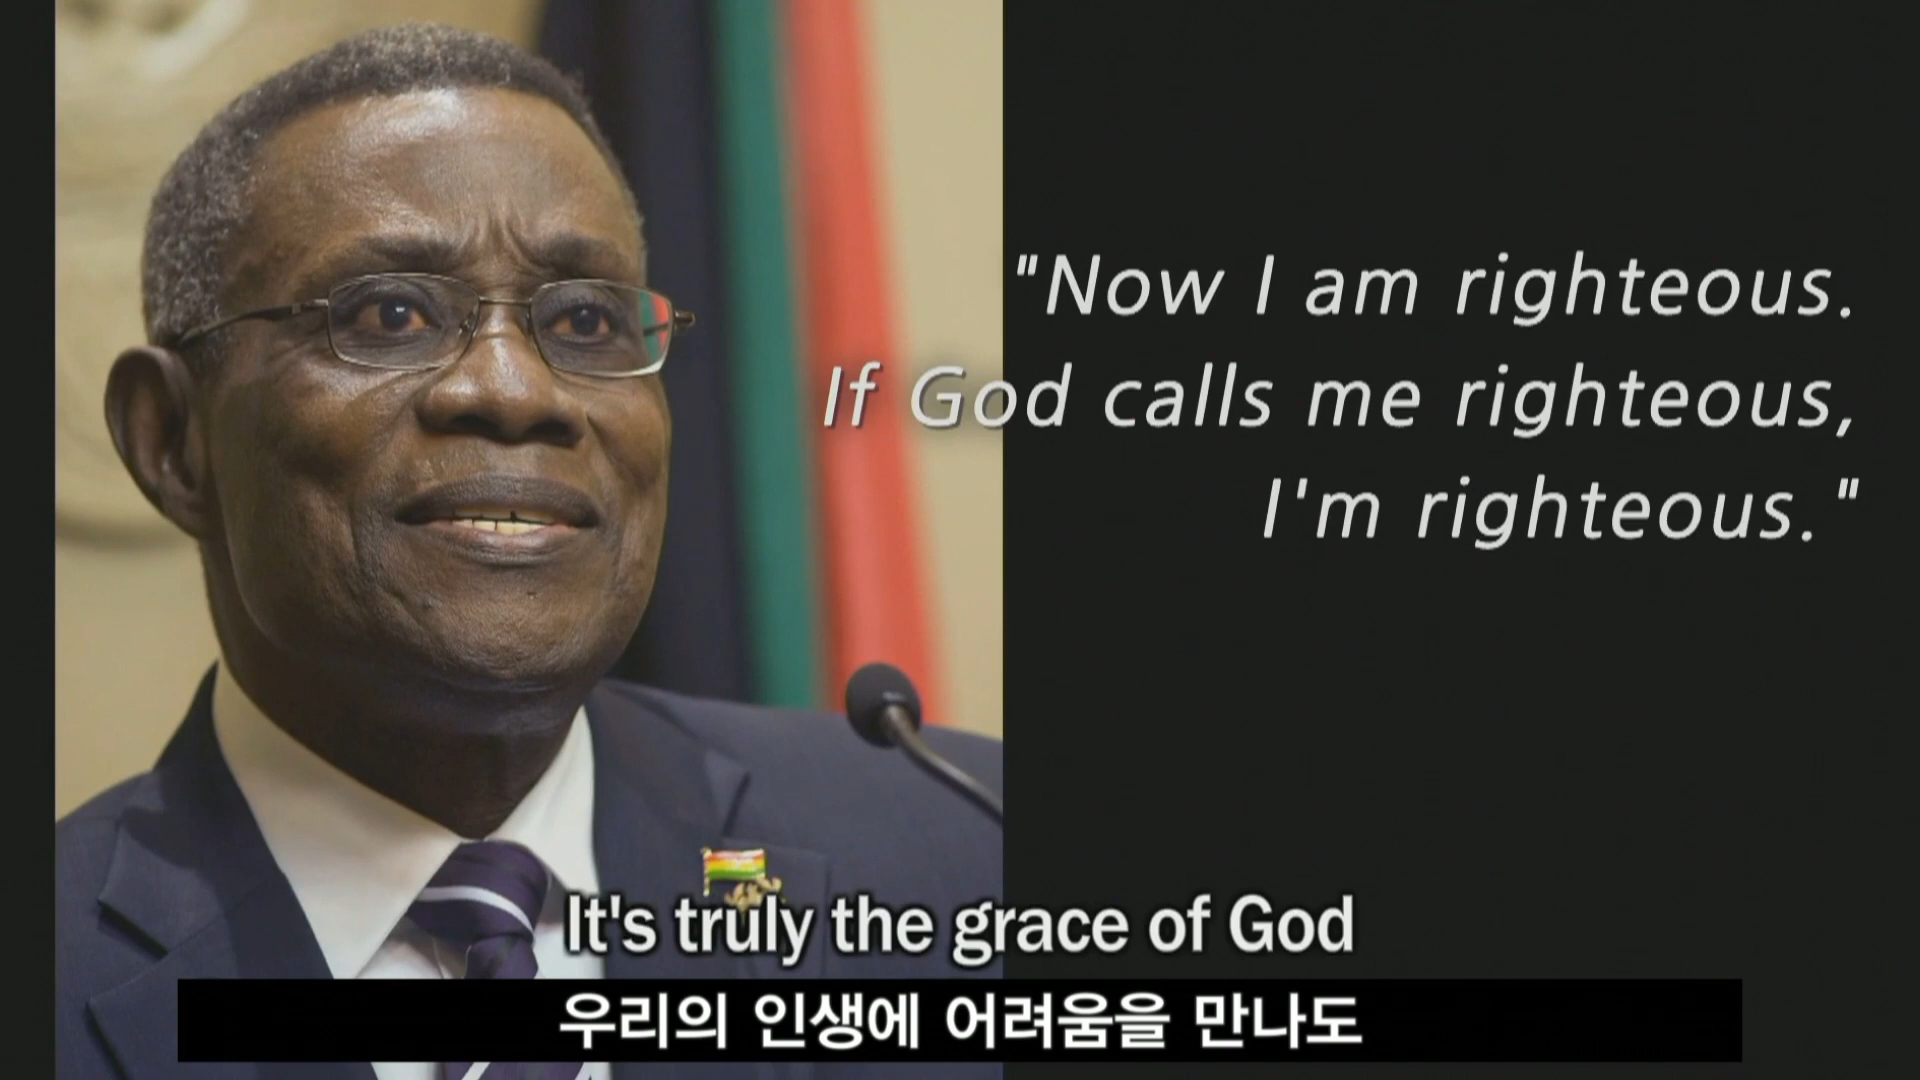 "Now I am righteous.
If God calls me righteous,
I'm righteous."
It's truly the grace of God
우리의 인생에 어려움을 만나도